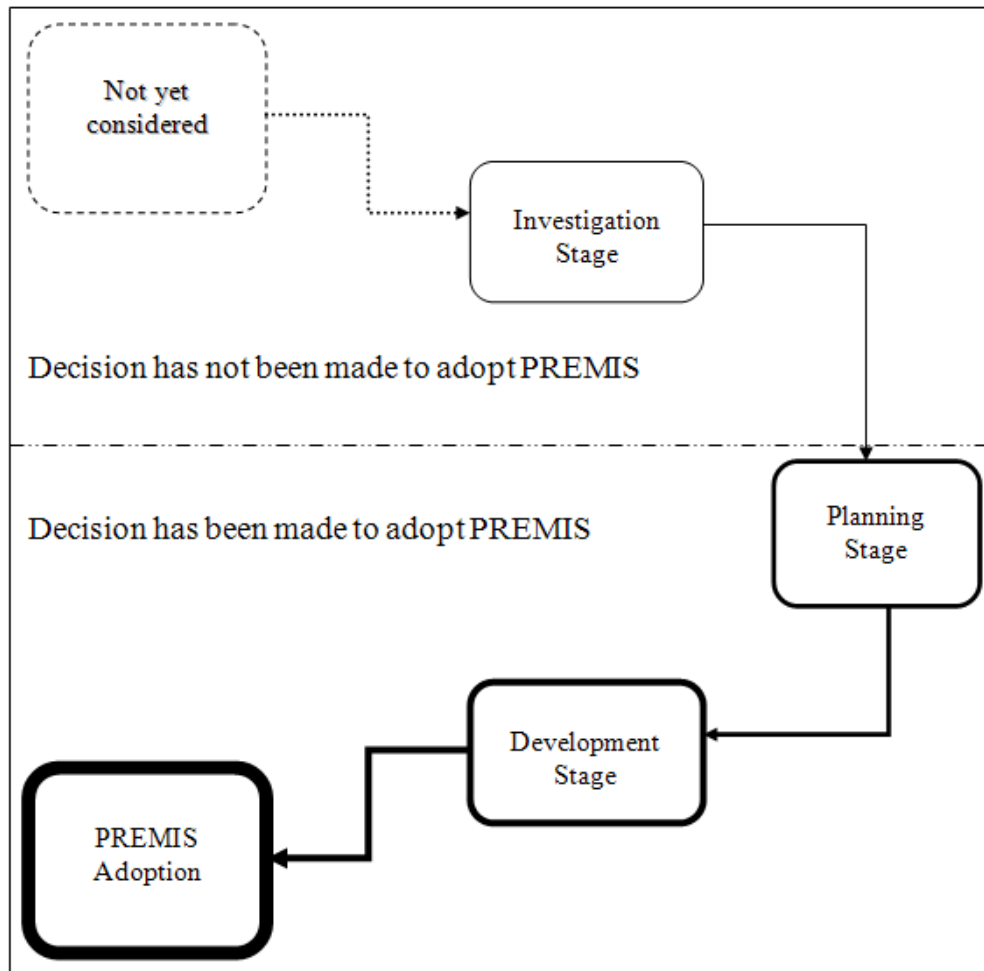 Not yet
considered
Investigation
Stage
Decision has not been made to adopt PREMIS
Decision has been made to adopt PREMIS
Planning
Stage
Development
Stage
PREMIS
Adoption